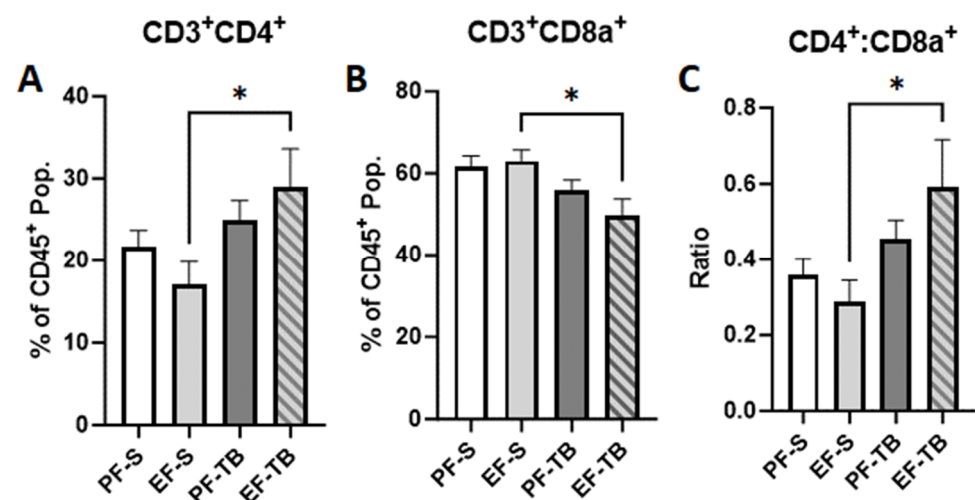 CD3⁺CD4⁺
CD3⁺CD8a⁺
CD4⁺:CD8a⁺
A
B
C
*
*
*
% of CD45⁺ Pop.
40
30
20
10
0
PF-S
EF-S
PF-TB
EF-TB
% of CD45⁺ Pop.
80
60
40
20
0
PF-S
EF-S
PF-TB
EF-TB
Ratio
0.8
0.6
0.4
0.2
0.0
PF-S
EF-S
PF-TB
EF-TB